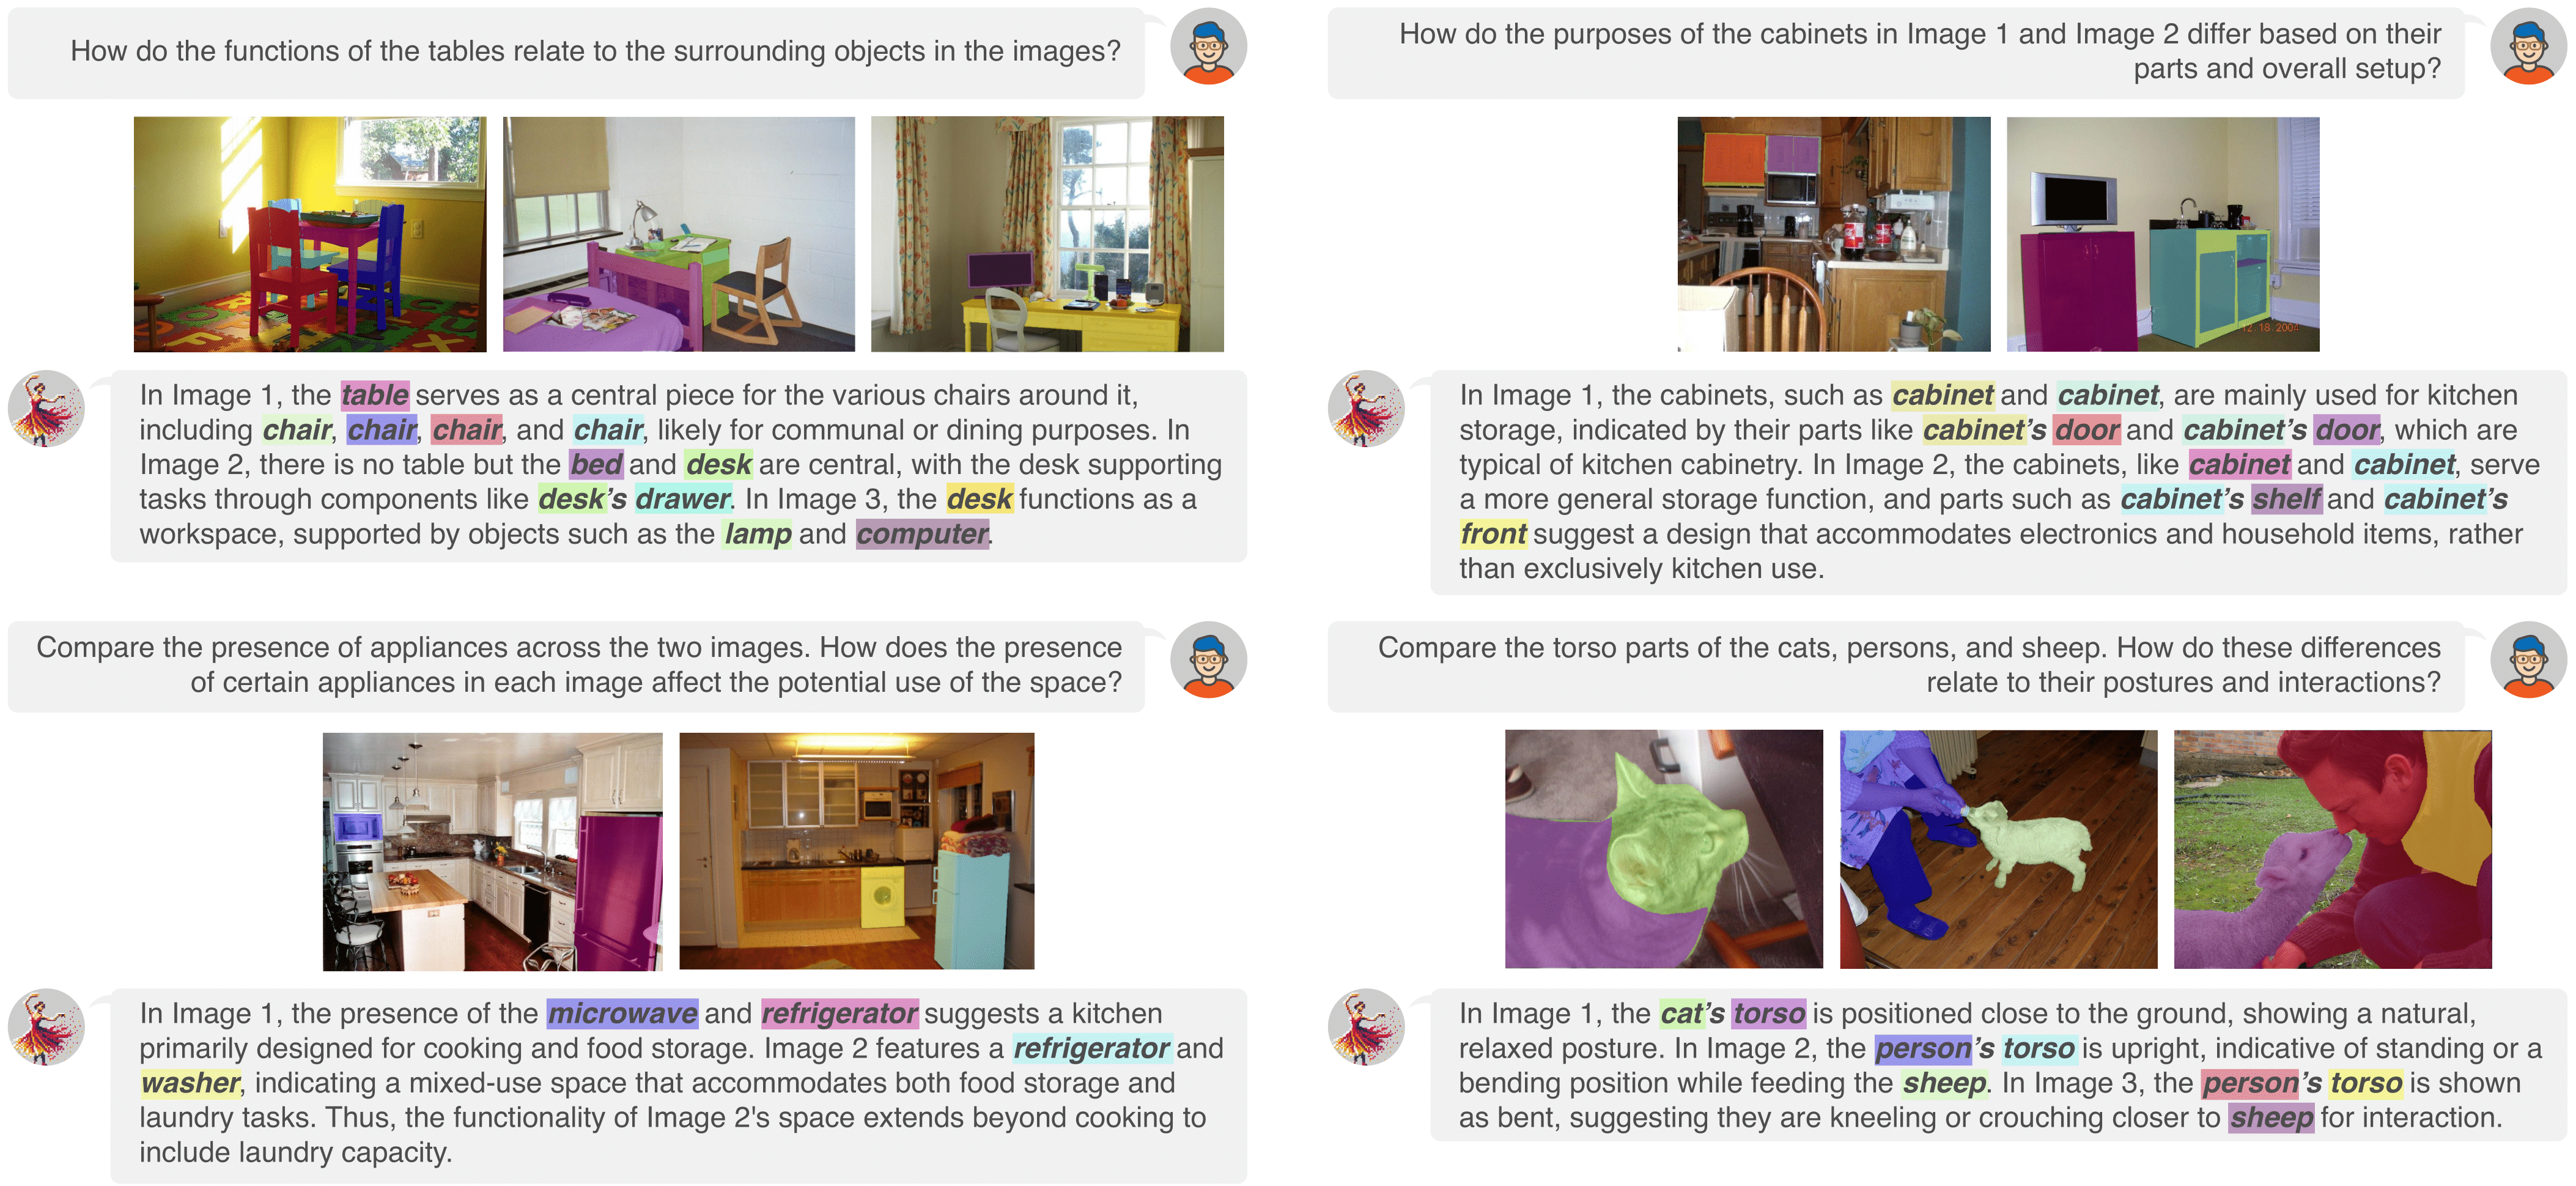 How do the functions of the tables relate to the surrounding objects in the images?
In Image 1, the table serves as a central piece for the various chairs around it,
including chair, chair, chair, and chair, likely for communal or dining purposes. In
Image 2, there is no table but the bed and desk are central, with the desk supporting
tasks through components like desk's drawer. In Image 3, the desk functions as a
workspace, supported by objects such as the lamp and computer.
How do the purposes of the cabinets in Image 1 and Image 2 differ based on their
parts and overall setup?
12.18.2004
In Image 1, the cabinets, such as cabinet and cabinet, are mainly used for kitchen
storage, indicated by their parts like cabinet's door and cabinet's door, which are
typical of kitchen cabinetry. In Image 2, the cabinets, like cabinet and cabinet, serve
a more general storage function, and parts such as cabinet's shelf and cabinet's
front suggest a design that accommodates electronics and household items, rather
than exclusively kitchen use.
Compare the presence of appliances across the two images. How does the presence
of certain appliances in each image affect the potential use of the space?
In Image 1, the presence of the microwave and refrigerator suggests a kitchen
primarily designed for cooking and food storage. Image 2 features a refrigerator and
washer, indicating a mixed-use space that accommodates both food storage and
laundry tasks. Thus, the functionality of Image 2's space extends beyond cooking to
include laundry capacity.
Compare the torso parts of the cats, persons, and sheep. How do these differences
relate to their postures and interactions?
In Image 1, the cat's torso is positioned close to the ground, showing a natural,
relaxed posture. In Image 2, the person's torso is upright, indicative of standing or a
bending position while feeding the sheep. In Image 3, the person's torso is shown
as bent, suggesting they are kneeling or crouching closer to sheep for interaction.